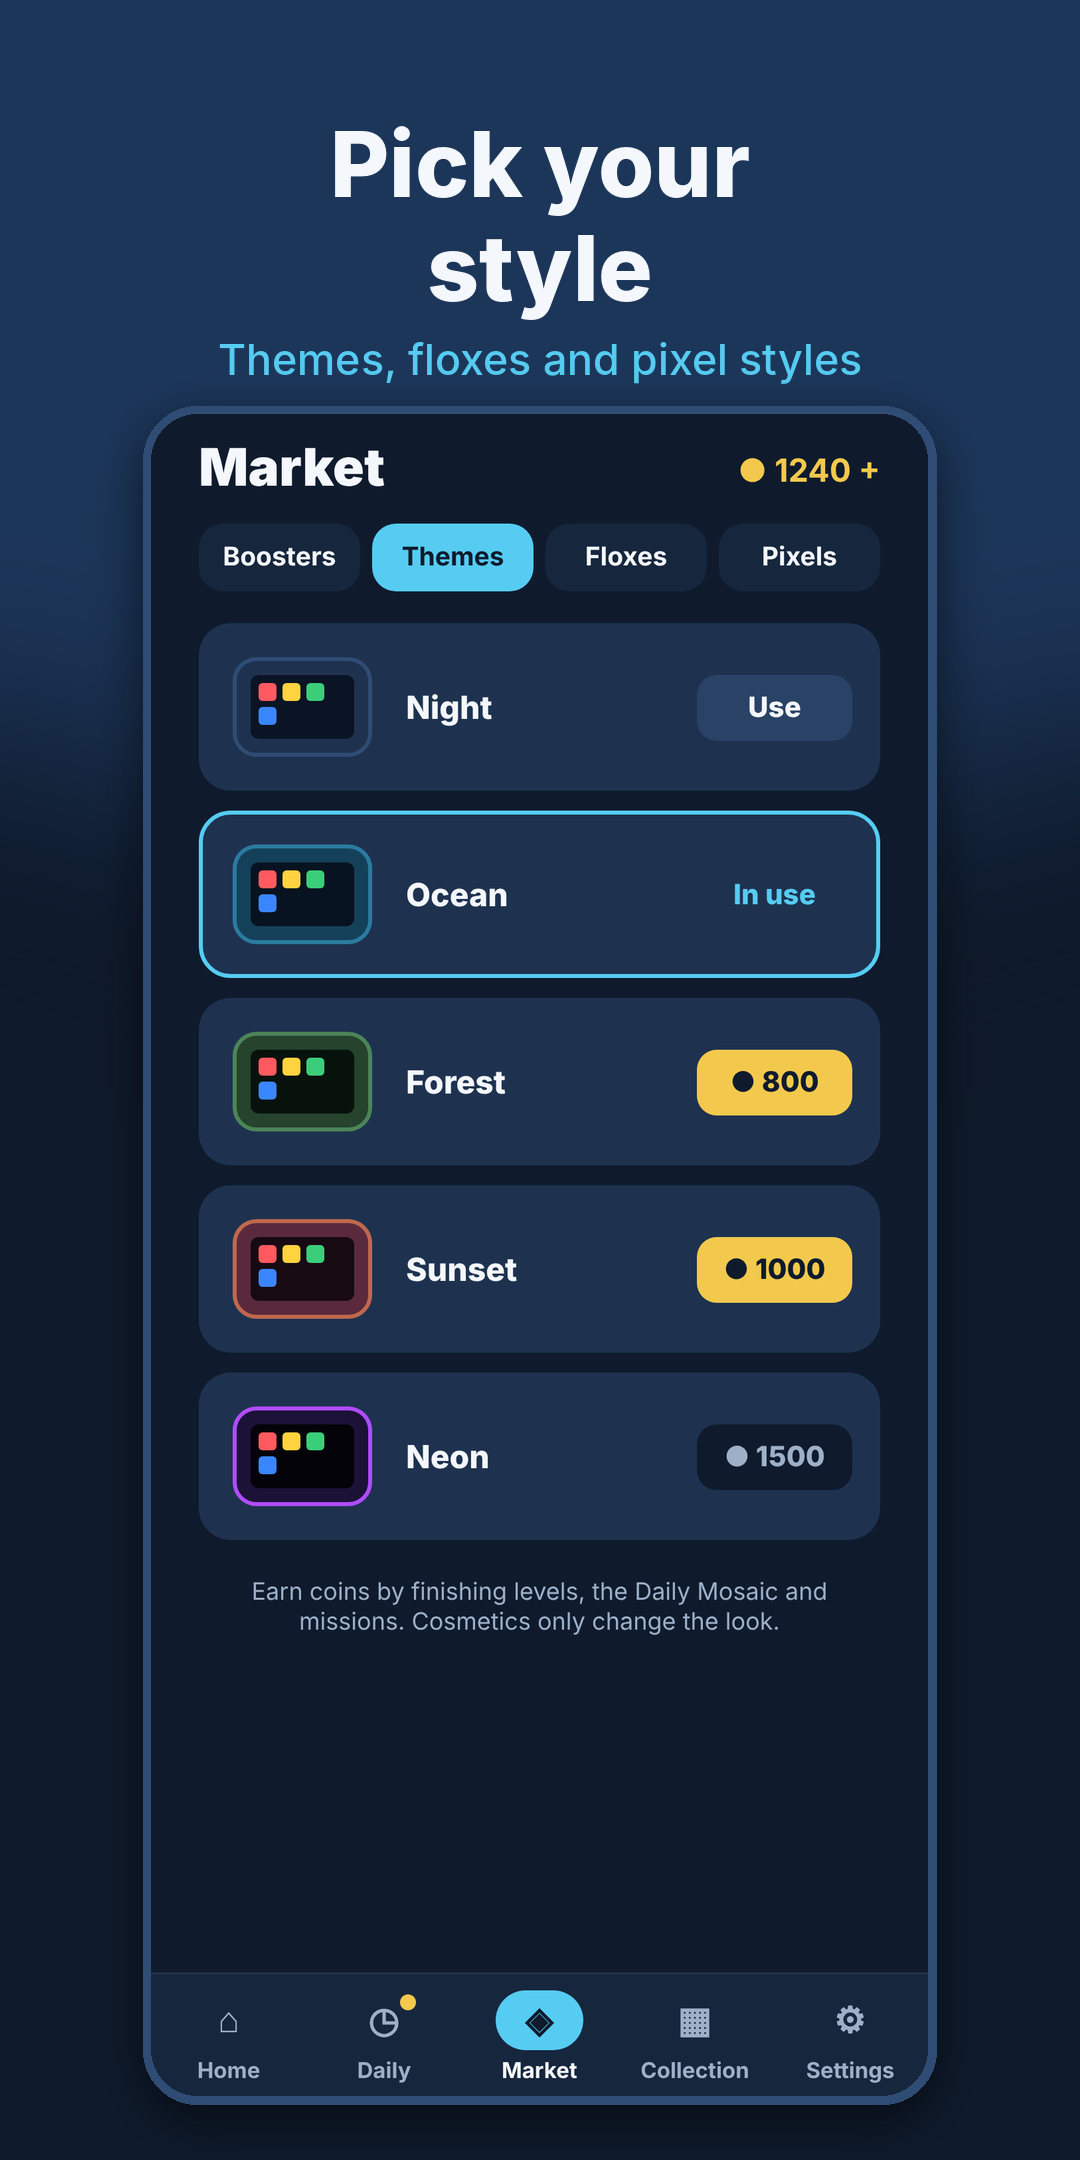 Pick your
style
Themes, floxes and pixel styles
Market
1240 +
Boosters Themes Floxes Pixels
Night Use
Ocean In use
Forest 800
Sunset 1000
Neon 1500
Earn coins by finishing levels, the Daily Mosaic and
missions. Cosmetics only change the look.
Home Daily Market Collection Settings